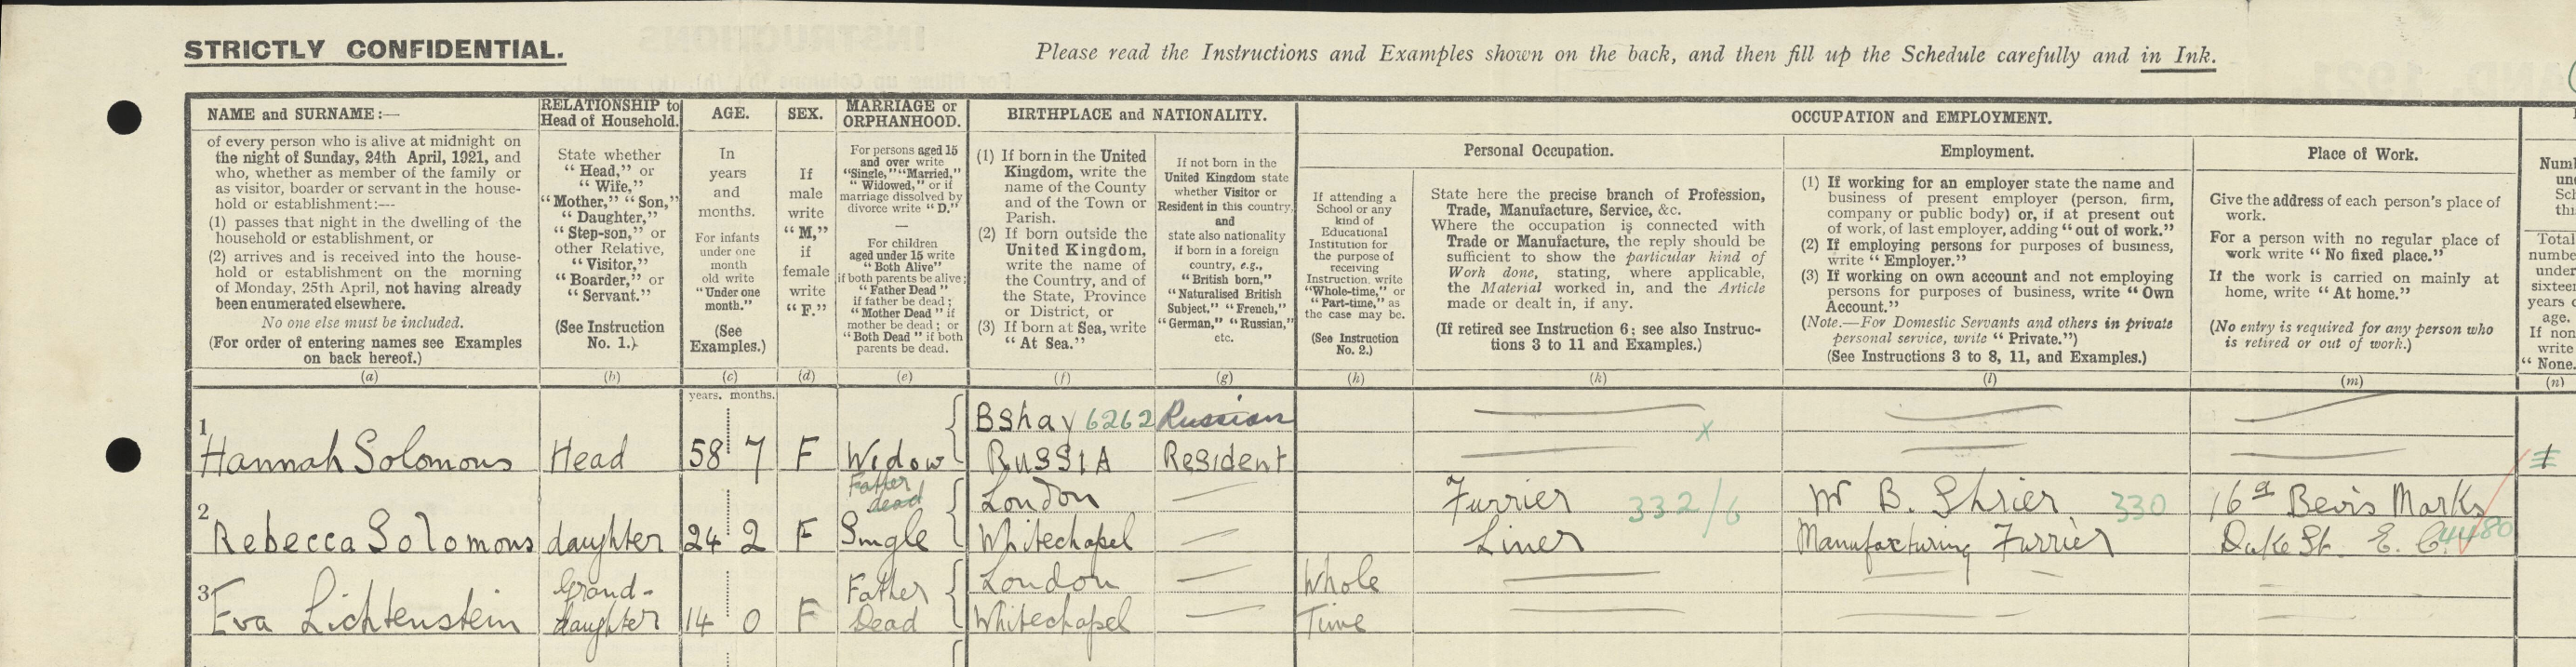 STRICTLY CONFIDENTIAL.
Please read the Instructions and Examples shown on the back, and then fill up the Schedule carefully and in Ink.
NAME and SURNAME:—
of every person who is alive at midnight on
the night of Sunday, 24th April, 1921, and
who, whether as member of the family or
as visitor, boarder or servant in the house-
hold or establishment:—
(1) passes that night in the dwelling of the
household or establishment, or
(2) arrives and is received into the house-
hold or establishment on the morning
of Monday, 25th April, not having already
been enumerated elsewhere.
No one else must be included.
(For order of entering names see Examples
on back hereof.)
(a)
RELATIONSHIP to
Head of Household.
State whether
"Head," or
"Wife,"
"Mother," "Son,"
"Daughter,"
"Step-son," or
other Relative,
"Visitor,"
"Boarder," or
"Servant."
(See Instruction
No. 1.)
(b)
AGE.
In
years
and
months.
For infants
under one
month
old write
"Under one
month."
(See
Examples.)
(c)
SEX.
If
male
write
"M,"
if
female
write
"F."
(d)
MARRIAGE or
ORPHANHOOD.
For persons aged 15
and over write
"Single," "Married,"
"Widowed," or if
marriage dissolved by
divorce write "D."
—
For children
aged under 15 write
"Both Alive"
if both parents be alive;
"Father Dead"
if father be dead;
"Mother Dead" if
mother be dead; or
"Both Dead" if both
parents be dead.
(e)
BIRTHPLACE and NATIONALITY.
(1) If born in the United
Kingdom, write the
name of the County
and of the Town or
Parish.
(2) If born outside the
United Kingdom,
write the name of
the Country, and of
the State, Province
or District, or
(3) If born at Sea, write
"At Sea."
(f)
If not born in the
United Kingdom state
whether Visitor or
Resident in this country,
and
state also nationality
if born in a foreign
country, e.g.,
"British born,"
"Naturalised British
Subject," "French,"
"German," "Russian,"
etc.
(g)
OCCUPATION and EMPLOYMENT.
If attending a
School or any
kind of
Educational
Institution for
the purpose of
receiving
Instruction, write
"Whole-time," or
"Part-time," as
the case may be.
(See Instruction
No. 2.)
(h)
Personal Occupation.
State here the precise branch of Profession,
Trade, Manufacture, Service, &c.
Where the occupation is connected with
Trade or Manufacture, the reply should be
sufficient to show the particular kind of
Work done, stating, where applicable,
the Material worked in, and the Article
made or dealt in, if any.
(If retired see Instruction 6; see also Instruc-
tions 3 to 11 and Examples.)
(k)
Employment.
(1) If working for an employer state the name and
business of present employer (person, firm,
company or public body) or, if at present out
of work, of last employer, adding "out of work."
(2) If employing persons for purposes of business,
write "Employer."
(3) If working on own account and not employing
persons for purposes of business, write "Own
Account."
(Note.—For Domestic Servants and others in private
personal service, write "Private.")
(See Instructions 3 to 8, 11, and Examples.)
(l)
Place of Work.
Give the address of each person's place of
work.
For a person with no regular place of
work write "No fixed place."
If the work is carried on mainly at
home, write "At home."
(No entry is required for any person who
is retired or out of work.)
(m)
Total
under
years
age.
If non
write
"None.
(n)
years. months.
1
Hannah Solomons Head 58 7 F Widow
Bshay 6262 Russian
RUSSIA Resident
x
2
Rebecca Solomons daughter 24 2 F
Father
dead
Single
London
Whitechapel
Furrier 332/6
Liner
W B. Shrier 330
Manufacturing Furrier
16a Bevis Marks
Duke St. E. C. 4480
3
Eva Lichtenstein
Grand-
daughter
14 0 F
Father
Dead
London
Whitechapel
Whole
Time